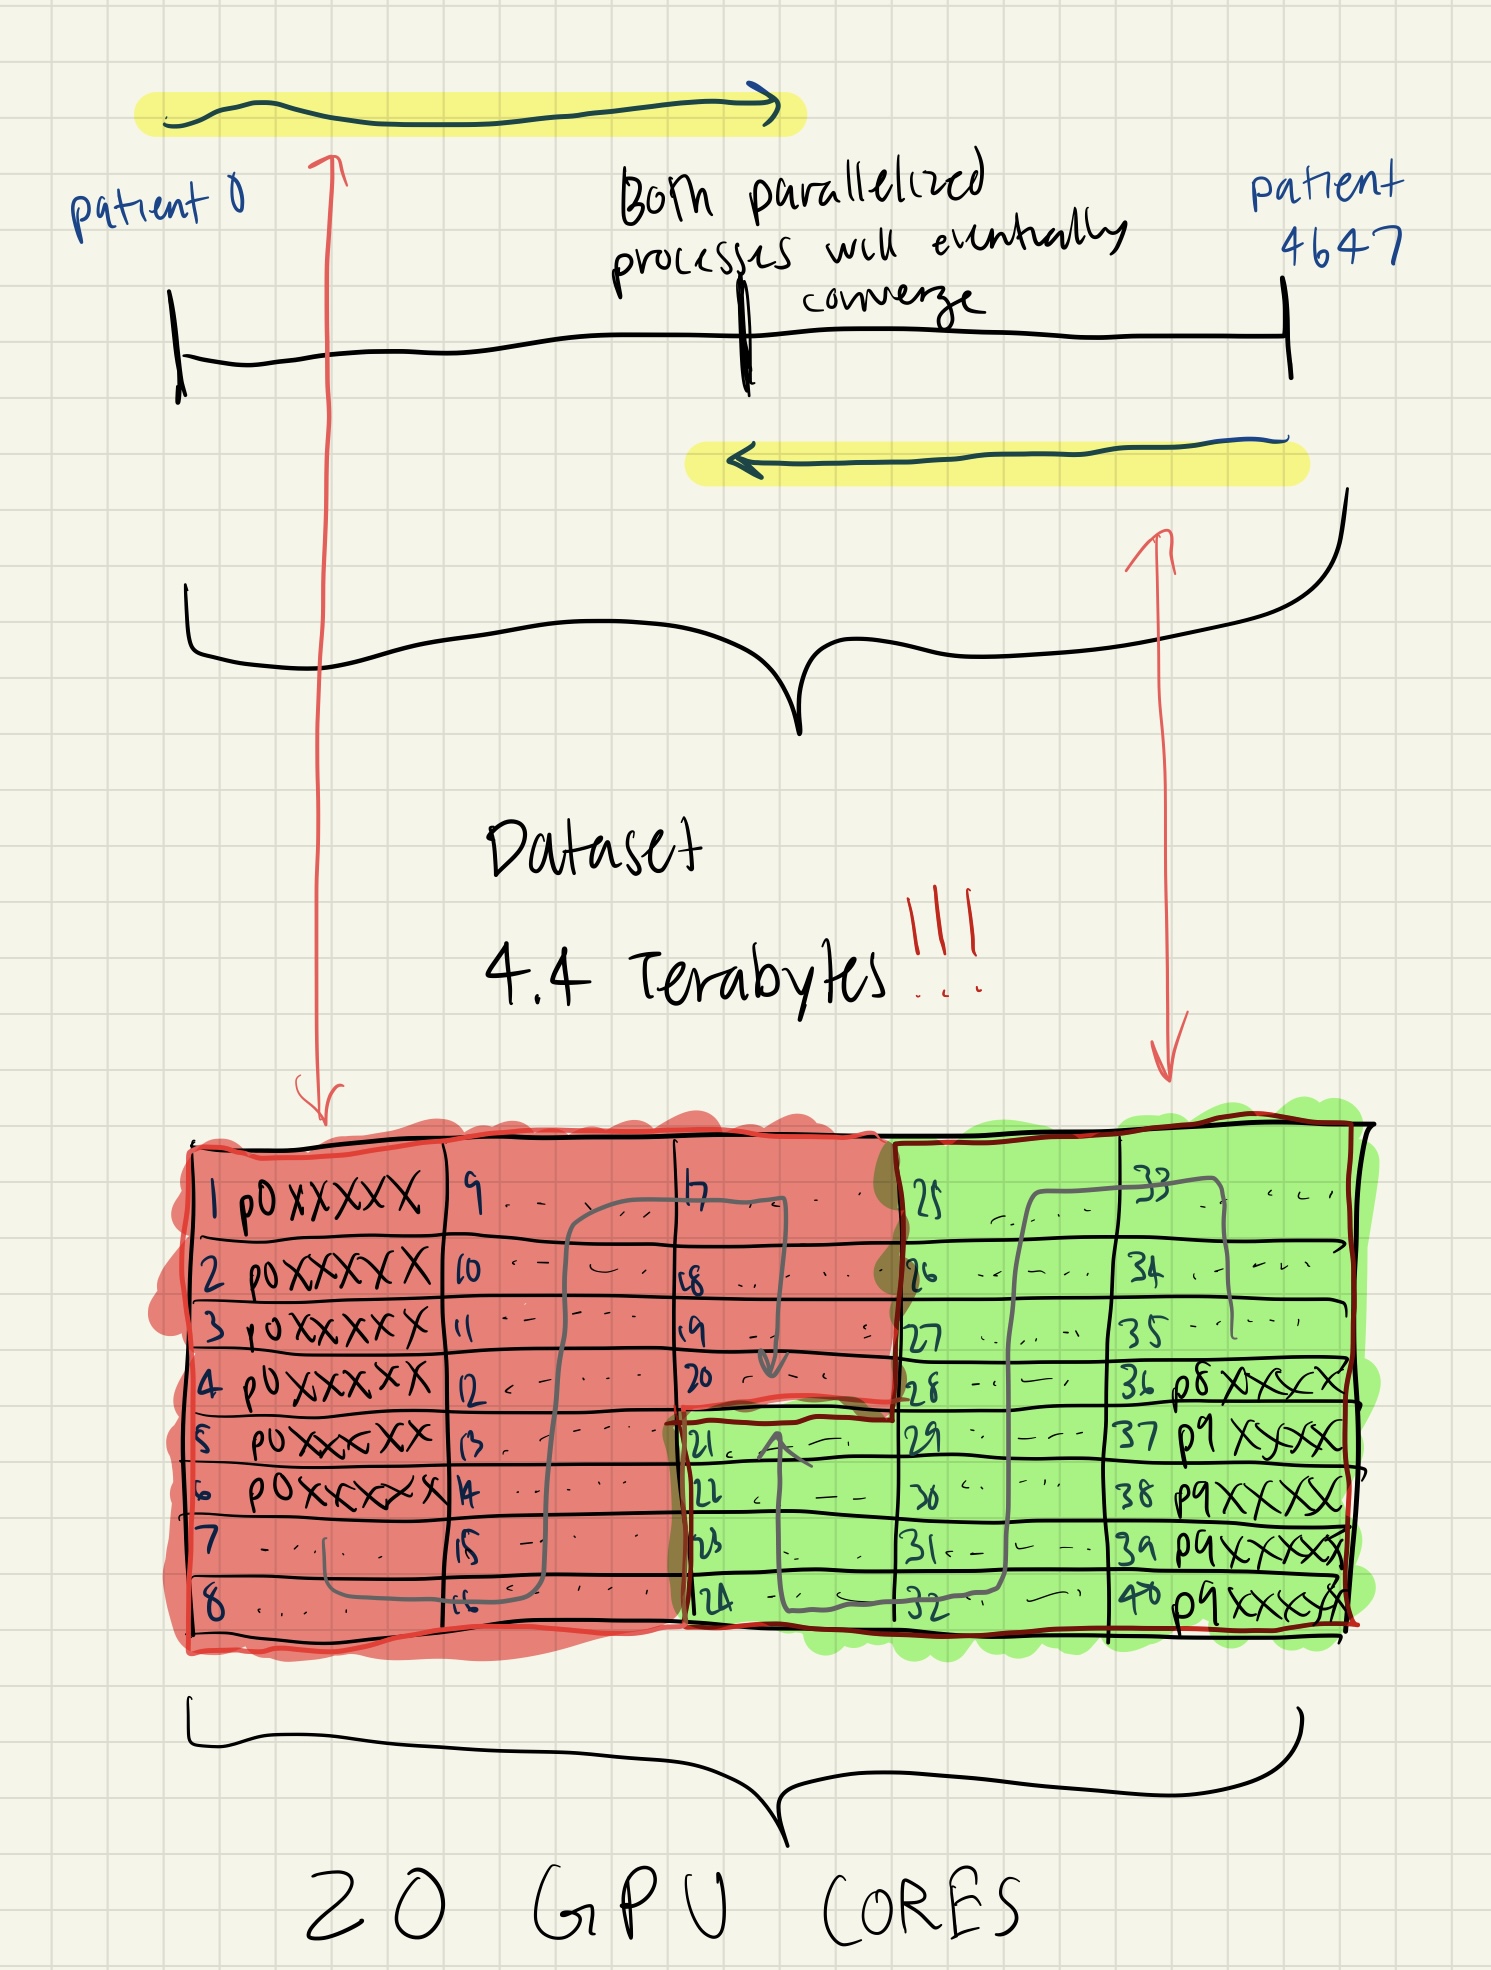 patient 0
Both parallelized
processes will eventually
converge
patient
4647
Dataset
4.4 Terabytes !!!
1 p0XXXXX 9 17 25 33
2 p0XXXXX 10 18 26 34
3 p0XXXXX 11 19 27 35
4 p0XXXXX 12 20 28 36 p8XXXX
5 p0XXXXX 13 21 29 37 p9XXXX
6 p0XXXXX 14 22 30 38 p9XXXX
7 15 23 31 39 p9XXXXX
8 16 24 32 40 p9XXXXX
20 GPU CORES